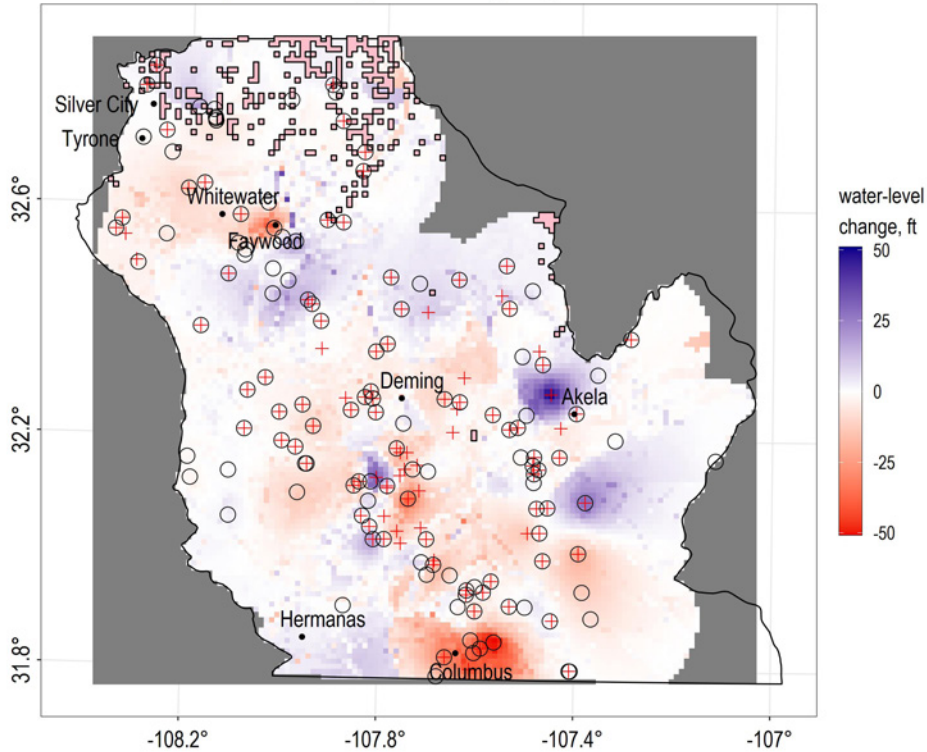 Silver City
Tyrone
Whitewater
Faywood
Deming
Akela
Hermanas
Columbus
32.6°
32.2°
31.8°
-108.2°
-107.8°
-107.4°
-107°
water-level
change, ft
50
25
0
-25
-50